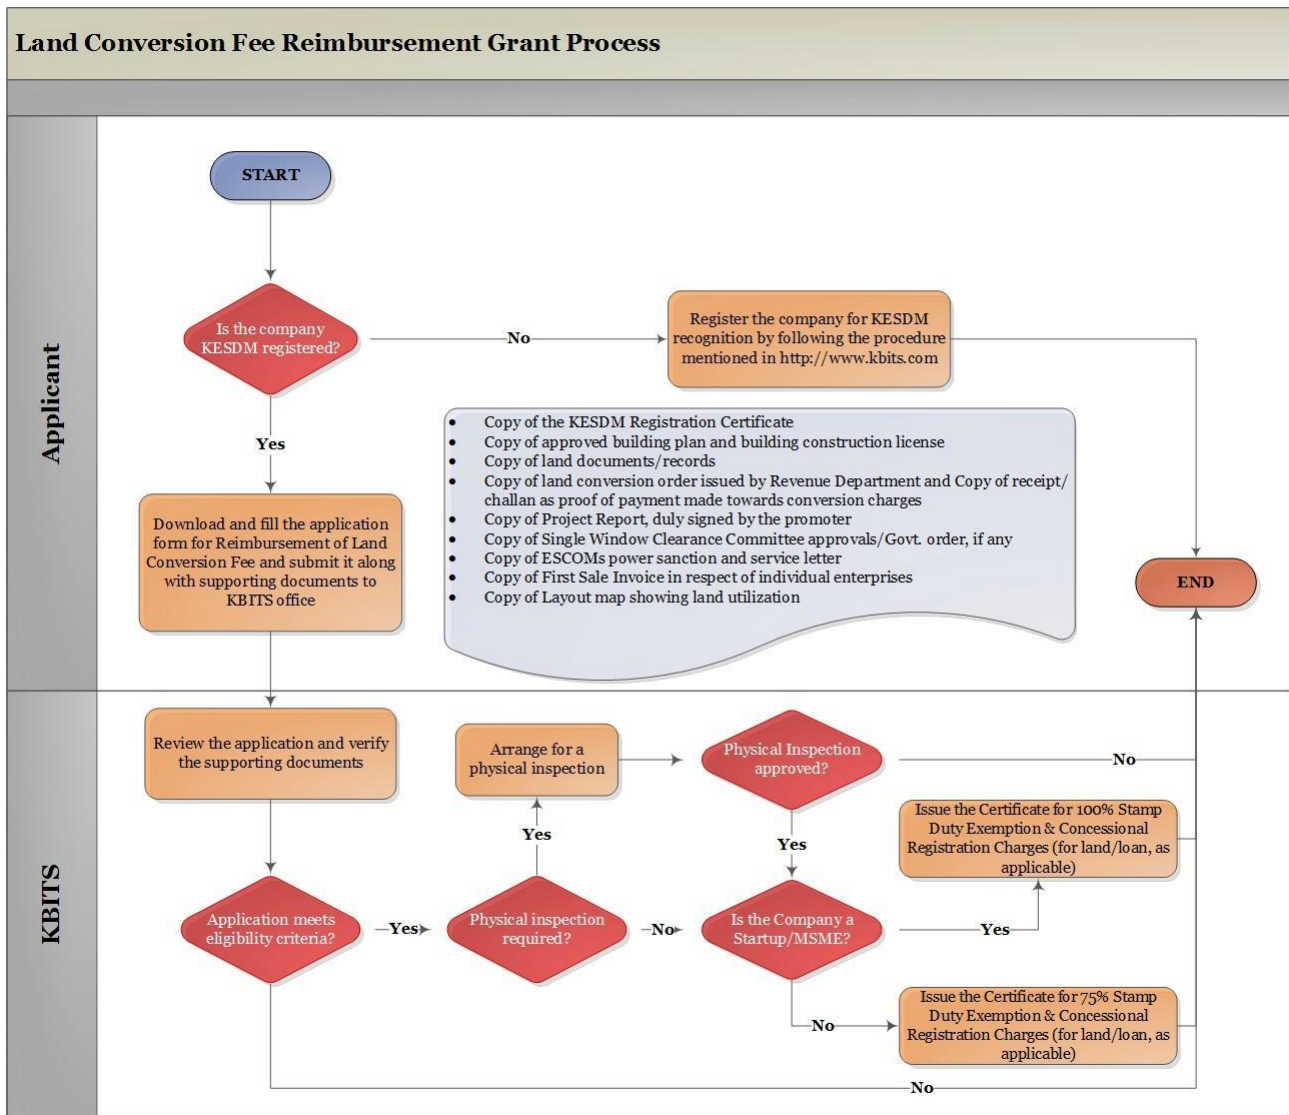 Land Conversion Fee Reimbursement Grant Process
Applicant
START
Is the company
KESDM registered?
No
Register the company for KESDM
recognition by following the procedure
mentioned in http://www.kbits.com
Yes
• Copy of the KESDM Registration Certificate
• Copy of approved building plan and building construction license
• Copy of land documents/records
• Copy of land conversion order issued by Revenue Department and Copy of receipt/
challan as proof of payment made towards conversion charges
• Copy of Project Report, duly signed by the promoter
• Copy of Single Window Clearance Committee approvals/Govt. order, if any
• Copy of ESCOMs power sanction and service letter
• Copy of First Sale Invoice in respect of individual enterprises
• Copy of Layout map showing land utilization
Download and fill the application
form for Reimbursement of Land
Conversion Fee and submit it along
with supporting documents to
KBITS office
END
KBITS
Review the application and verify
the supporting documents
Arrange for a
physical inspection
Physical Inspection
approved?
No
Yes
Yes
Issue the Certificate for 100% Stamp
Duty Exemption & Concessional
Registration Charges (for land/loan, as
applicable)
Application meets
eligibility criteria?
Yes
Physical inspection
required?
No
Is the Company a
Startup/MSME?
Yes
No
Issue the Certificate for 75% Stamp
Duty Exemption & Concessional
Registration Charges (for land/loan, as
applicable)
No